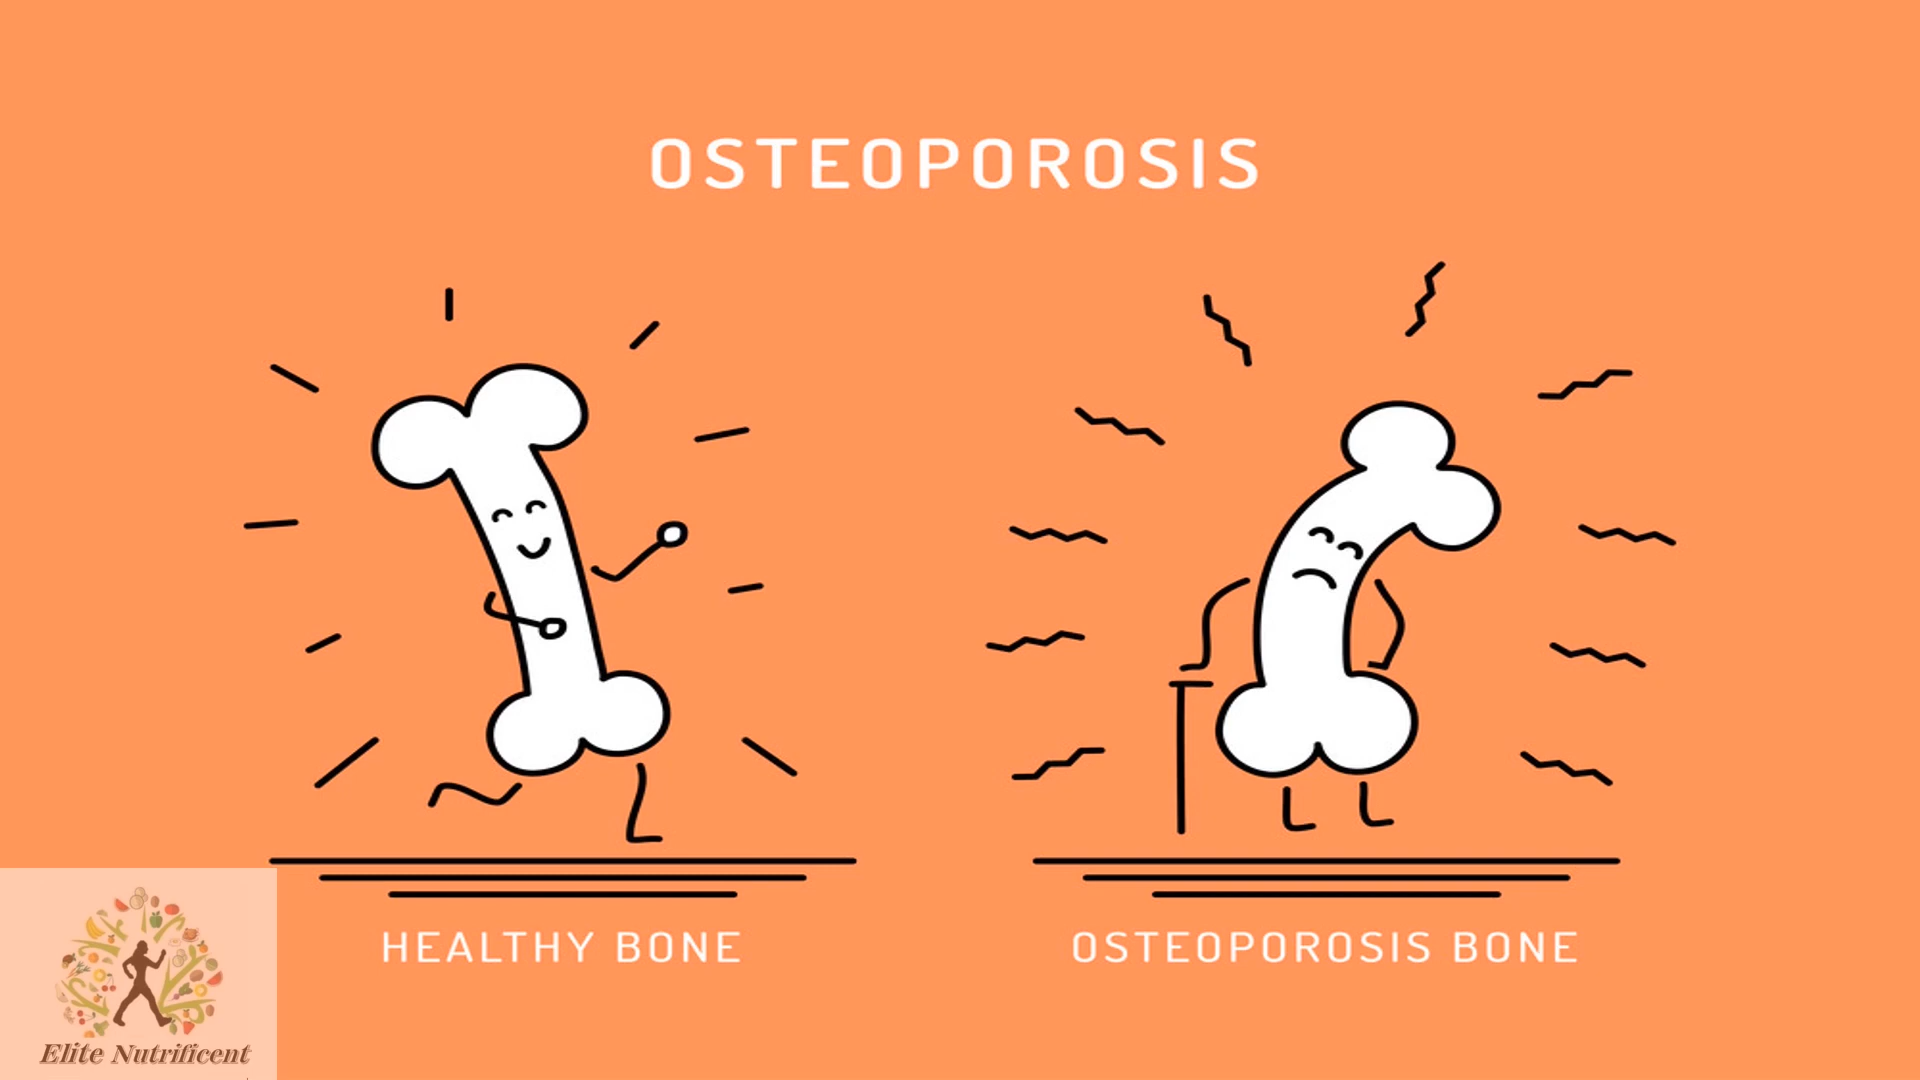 OSTEOPOROSIS
HEALTHY BONE
OSTEOPOROSIS BONE
Elite Nutrificent